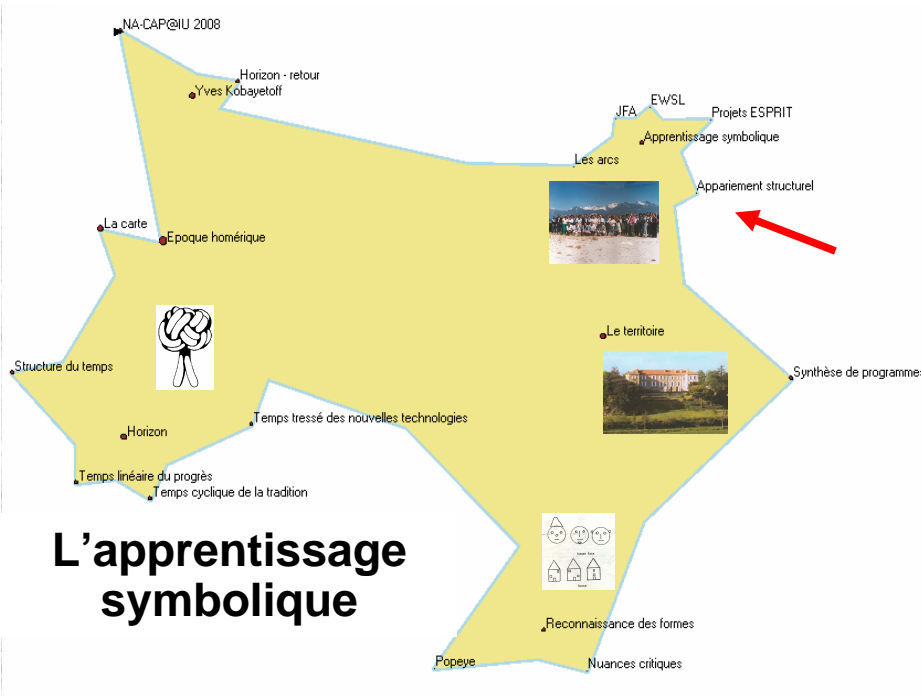 NA-CAP@IU 2008
Horizon - retour
Yves Kobayetoff
EWSL
JFA
Projets ESPRIT
Apprentissage symbolique
Les arcs
Appariement structurel
La carte
Epoque homérique
Le territoire
Structure du temps
Synthèse de programmes
Temps tressé des nouvelles technologies
Horizon
Temps linéaire du progrès
Temps cyclique de la tradition
L'apprentissage
symbolique
Reconnaissance des formes
Popeye
Nuances critiques